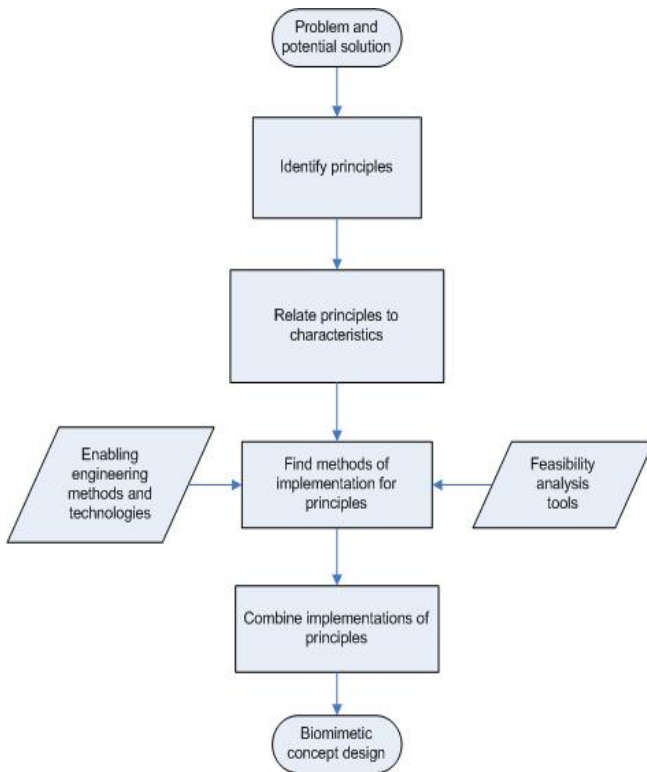 Problem and
potential solution
Identify principles
Relate principles to
characteristics
Enabling
engineering
methods and
technologies
Find methods of
implementation for
principles
Feasibility
analysis
tools
Combine implementations of
principles
Biomimetic
concept design